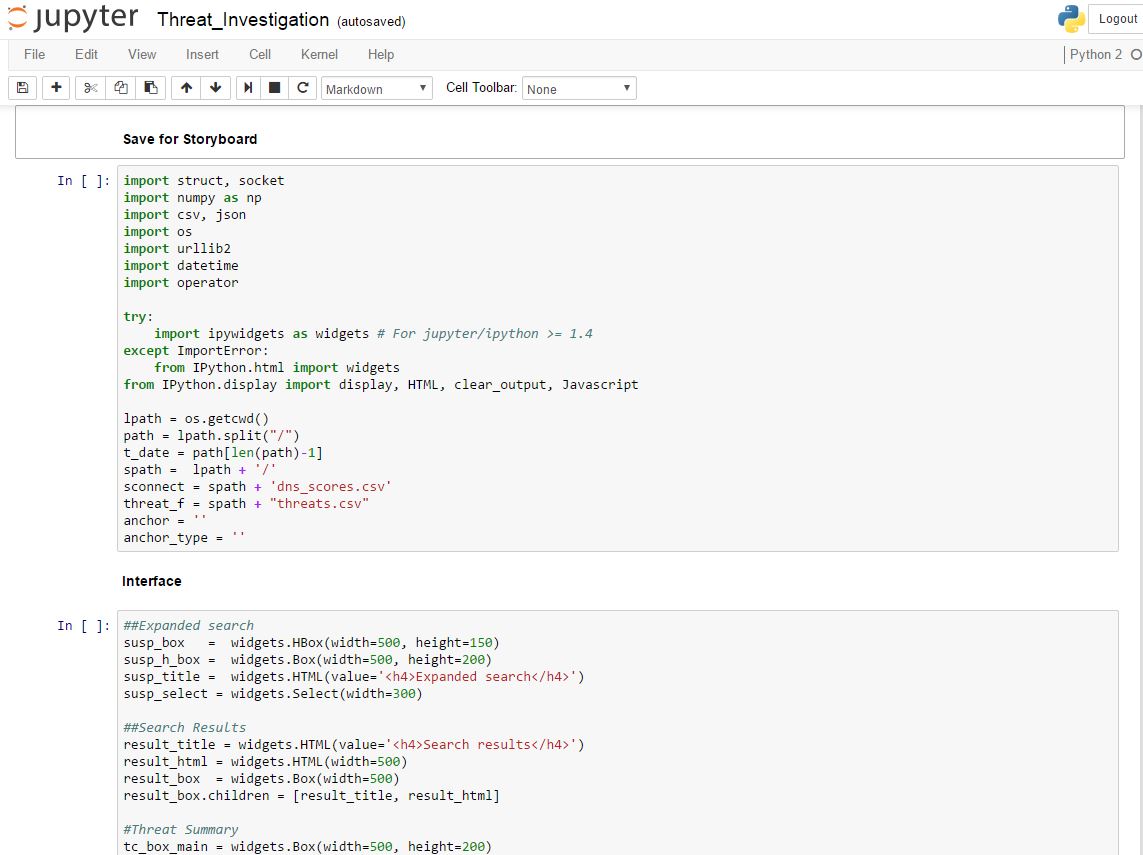 jupyter Threat_Investigation (autosaved) Logout
File Edit View Insert Cell Kernel Help Python 2
Markdown Cell Toolbar: None
Save for Storyboard
In [ ]: import struct, socket
import numpy as np
import csv, json
import os
import urllib2
import datetime
import operator
try:
    import ipywidgets as widgets # For jupyter/ipython >= 1.4
except ImportError:
    from IPython.html import widgets
from IPython.display import display, HTML, clear_output, Javascript
lpath = os.getcwd()
path = lpath.split("/")
t_date = path[len(path)-1]
spath =  lpath + '/'
sconnect = spath + 'dns_scores.csv'
threat_f = spath + "threats.csv"
anchor = ''
anchor_type = ''
Interface
In [ ]: ##Expanded search
susp_box   =  widgets.HBox(width=500, height=150)
susp_h_box =  widgets.Box(width=500, height=200)
susp_title =  widgets.HTML(value='<h4>Expanded search</h4>')
susp_select = widgets.Select(width=300)
##Search Results
result_title = widgets.HTML(value='<h4>Search results</h4>')
result_html = widgets.HTML(width=500)
result_box  = widgets.Box(width=500)
result_box.children = [result_title, result_html]
#Threat Summary
tc_box_main = widgets.Box(width=500, height=200)